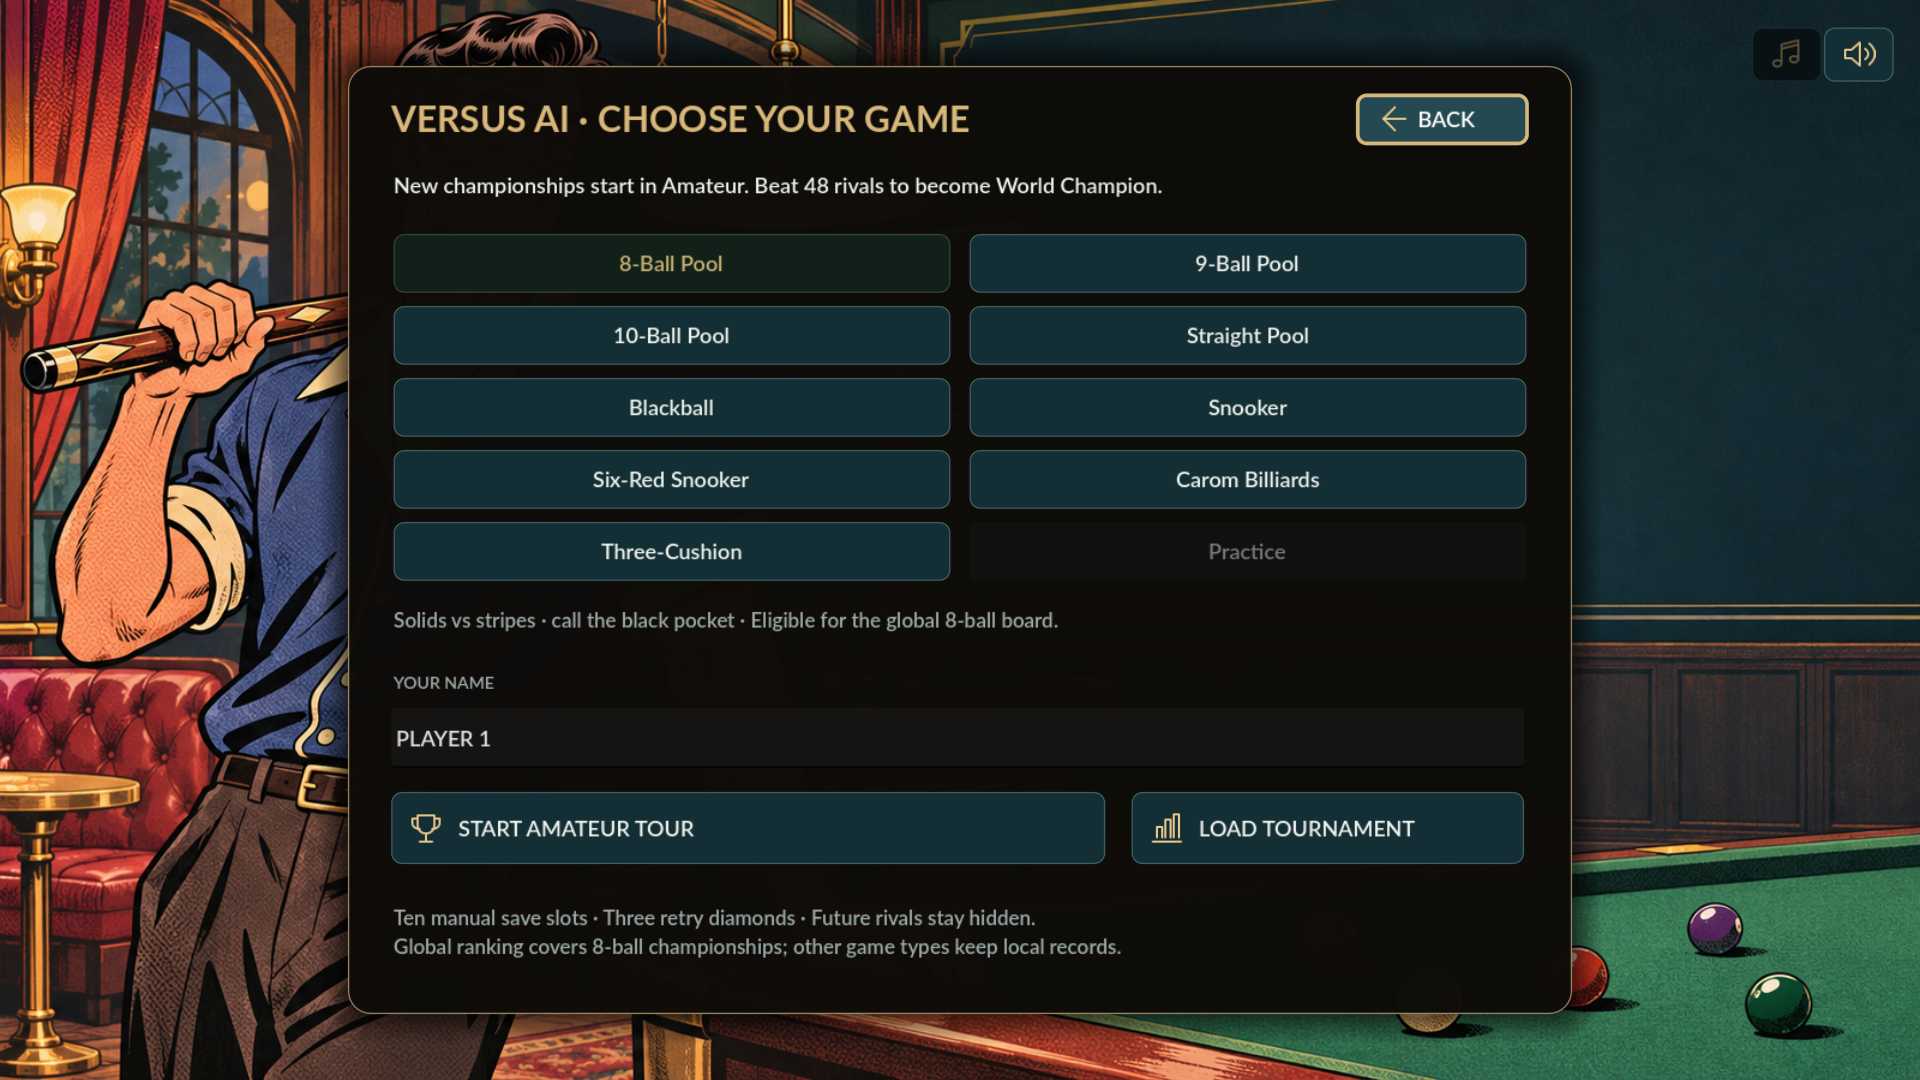 VERSUS AI · CHOOSE YOUR GAME
BACK
New championships start in Amateur. Beat 48 rivals to become World Champion.
8-Ball Pool
9-Ball Pool
10-Ball Pool
Straight Pool
Blackball
Snooker
Six-Red Snooker
Carom Billiards
Three-Cushion
Practice
Solids vs stripes · call the black pocket · Eligible for the global 8-ball board.
YOUR NAME
PLAYER 1
START AMATEUR TOUR
LOAD TOURNAMENT
Ten manual save slots · Three retry diamonds · Future rivals stay hidden.
Global ranking covers 8-ball championships; other game types keep local records.